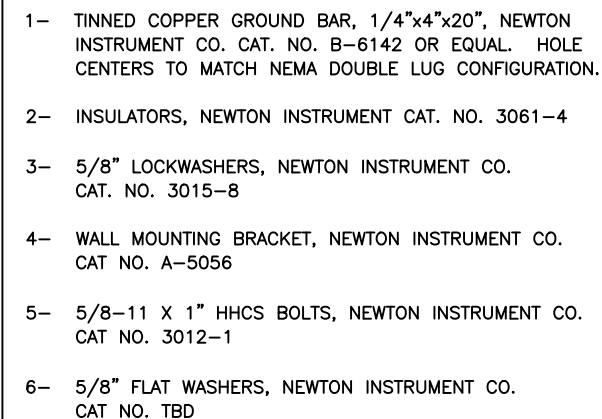 1– TINNED COPPER GROUND BAR, 1/4"x4"x20", NEWTON
INSTRUMENT CO. CAT. NO. B–6142 OR EQUAL. HOLE
CENTERS TO MATCH NEMA DOUBLE LUG CONFIGURATION.
2– INSULATORS, NEWTON INSTRUMENT CAT. NO. 3061–4
3– 5/8" LOCKWASHERS, NEWTON INSTRUMENT CO.
CAT. NO. 3015–8
4– WALL MOUNTING BRACKET, NEWTON INSTRUMENT CO.
CAT NO. A–5056
5– 5/8–11 X 1" HHCS BOLTS, NEWTON INSTRUMENT CO.
CAT NO. 3012–1
6– 5/8" FLAT WASHERS, NEWTON INSTRUMENT CO.
CAT NO. TBD